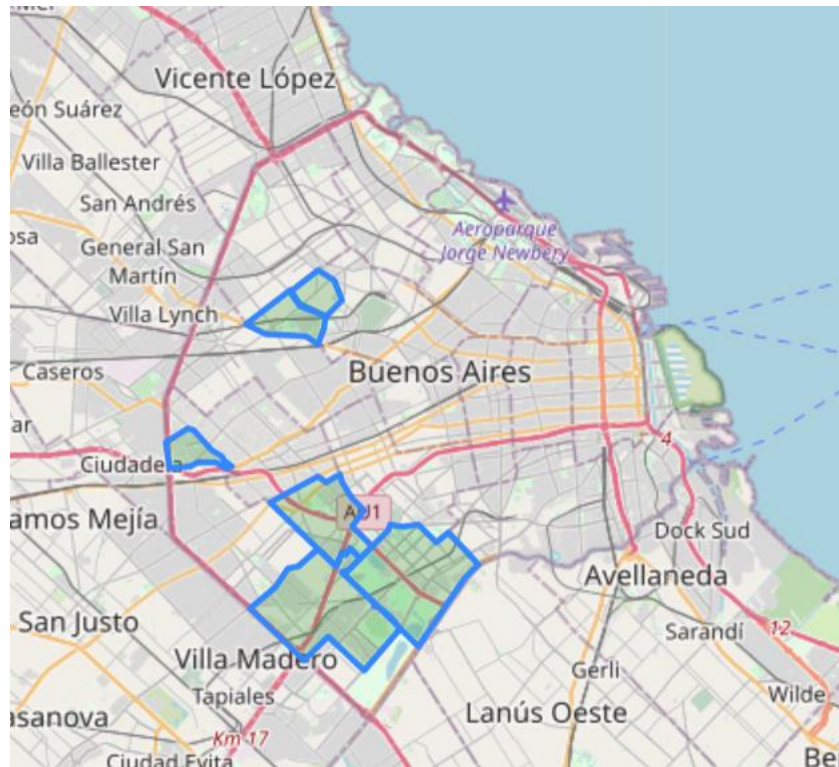 Vicente López
eón Suárez
Villa Ballester
San Andrés
Aeroparque
Jorge Newbery
osa
General San
Martín
Villa Lynch
Buenos Aires
Caseros
ar
Ciudadela
4
amos Mejía
AU1
Dock Sud
Avellaneda
San Justo
12
Sarandí
Villa Madero
Gerli
Tapiales
Wilde
asanova
Lanús Oeste
Km 17
Ciudad Evita
Be